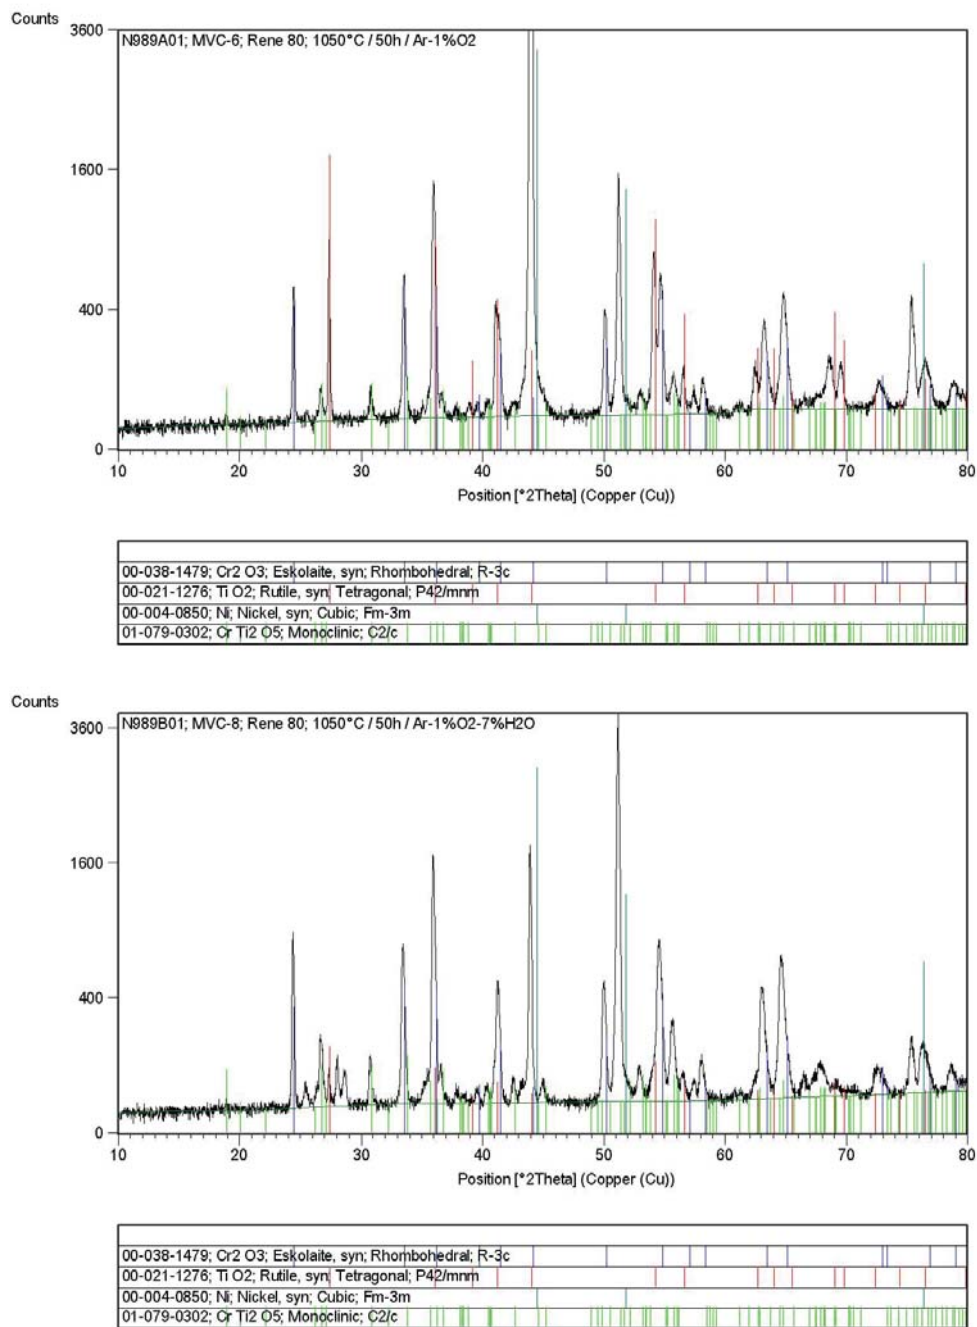 Counts
3600
N989A01; MVC-6; Rene 80; 1050°C / 50h / Ar-1%O2
1600
400
0
10 20 30 40 50 60 70 80
Position [°2Theta] (Copper (Cu))
00-038-1479; Cr2 O3; Eskolaite, syn; Rhombohedral; R-3c
00-021-1276; Ti O2; Rutile, syn; Tetragonal; P42/mnm
00-004-0850; Ni; Nickel, syn; Cubic; Fm-3m
01-079-0302; Cr Ti2 O5; Monoclinic; C2/c
Counts
3600
N989B01; MVC-8; Rene 80; 1050°C / 50h / Ar-1%O2-7%H2O
1600
400
0
10 20 30 40 50 60 70 80
Position [°2Theta] (Copper (Cu))
00-038-1479; Cr2 O3; Eskolaite, syn; Rhombohedral; R-3c
00-021-1276; Ti O2; Rutile, syn; Tetragonal; P42/mnm
00-004-0850; Ni; Nickel, syn; Cubic; Fm-3m
01-079-0302; Cr Ti2 O5; Monoclinic; C2/c